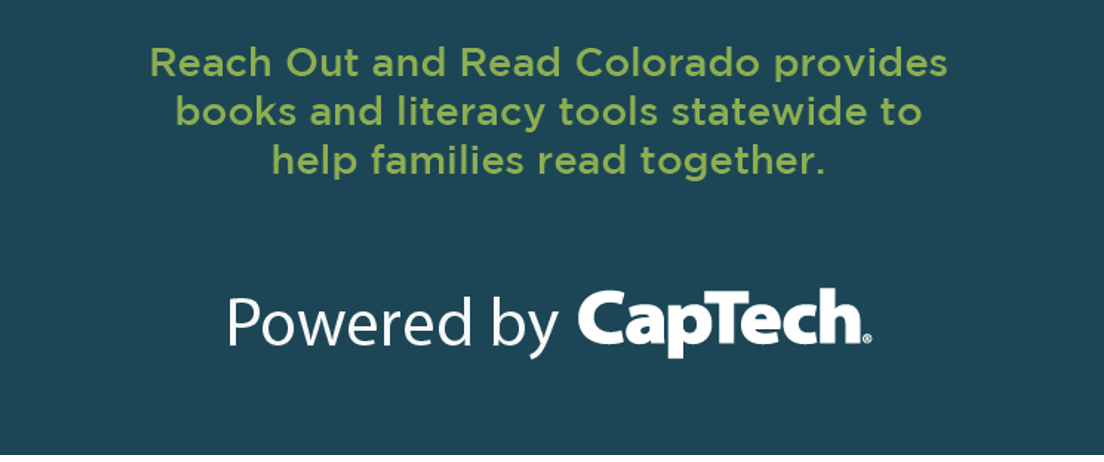 Reach Out and Read Colorado provides
books and literacy tools statewide to
help families read together.
Powered by CapTech®